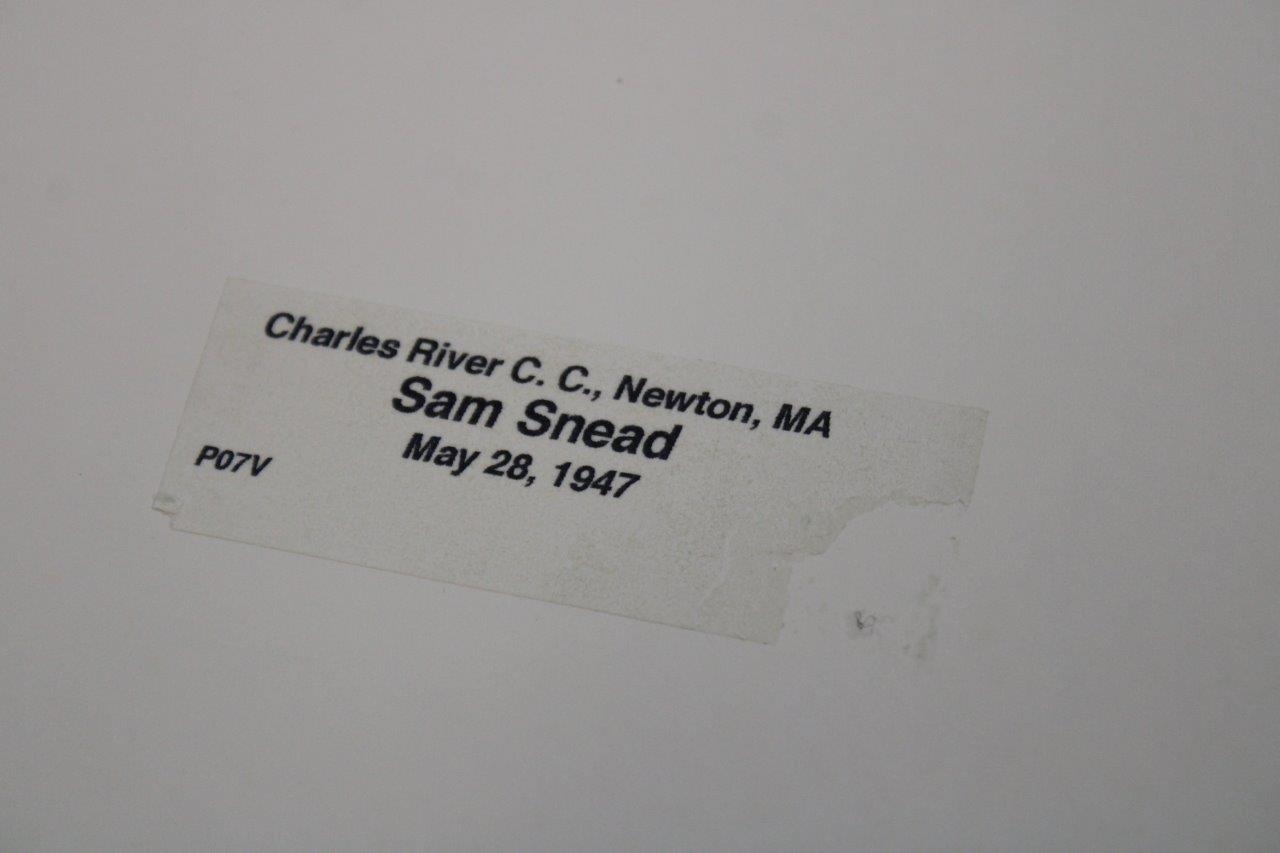 Charles River C. C., Newton, MA
Sam Snead
May 28, 1947
P07V